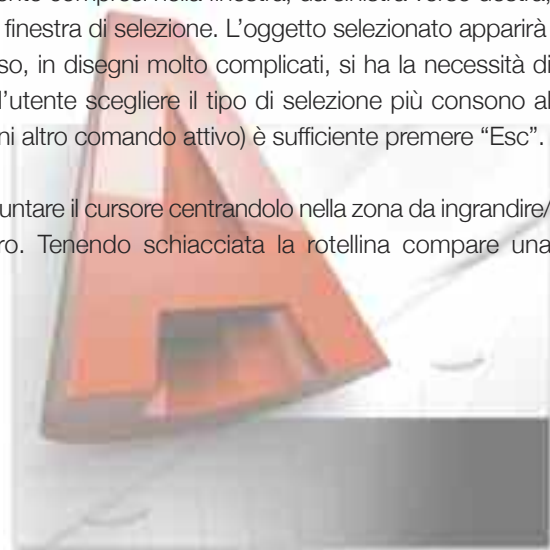 finestra di selezione. L'oggetto selezionato apparirà
so, in disegni molto complicati, si ha la necessità di
l'utente scegliere il tipo di selezione più consono al
ni altro comando attivo) è sufficiente premere “Esc”.
untare il cursore centrandolo nella zona da ingrandire/
ro. Tenendo schiacciata la rotellina compare una